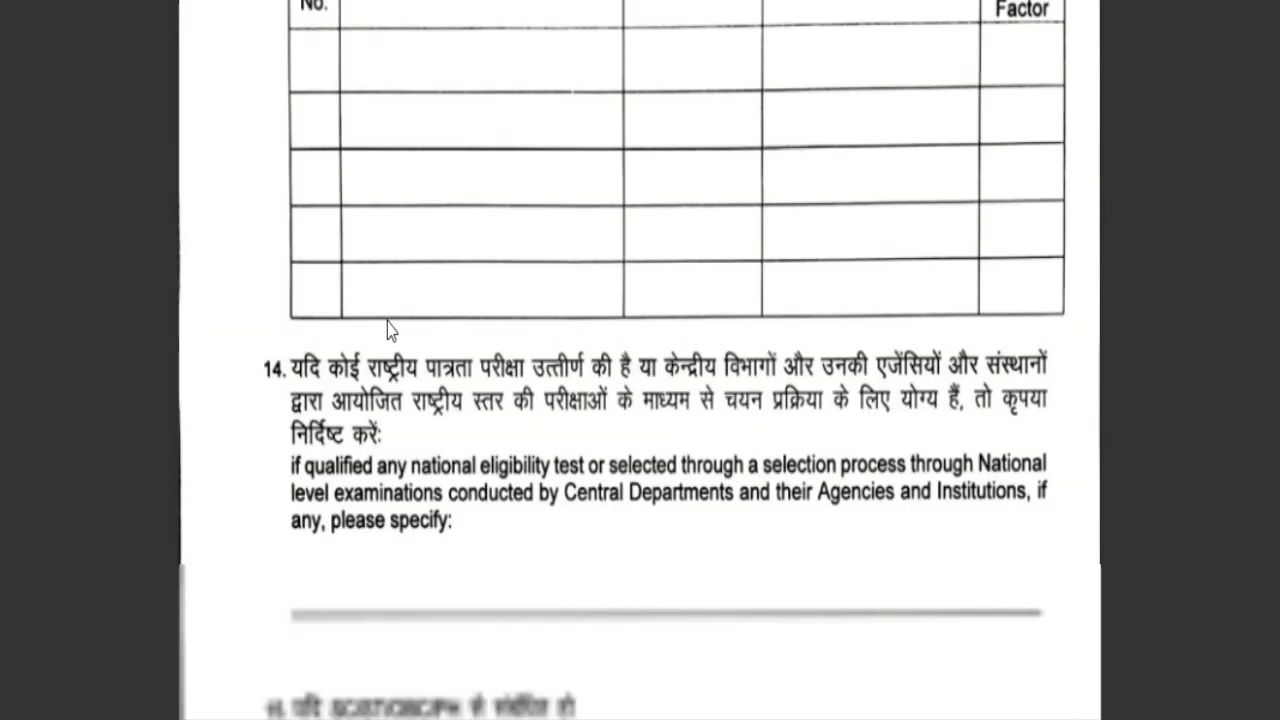 No.
Factor
14. यदि कोई राष्ट्रीय पात्रता परीक्षा उत्तीर्ण की है या केन्द्रीय विभागों और उनकी एजेंसियों और संस्थानों
द्वारा आयोजित राष्ट्रीय स्तर की परीक्षाओं के माध्यम से चयन प्रक्रिया के लिए योग्य हैं, तो कृपया
निर्दिष्ट करें:
if qualified any national eligibility test or selected through a selection process through National
level examinations conducted by Central Departments and their Agencies and Institutions, if
any, please specify:
यदि से संबंधित हो